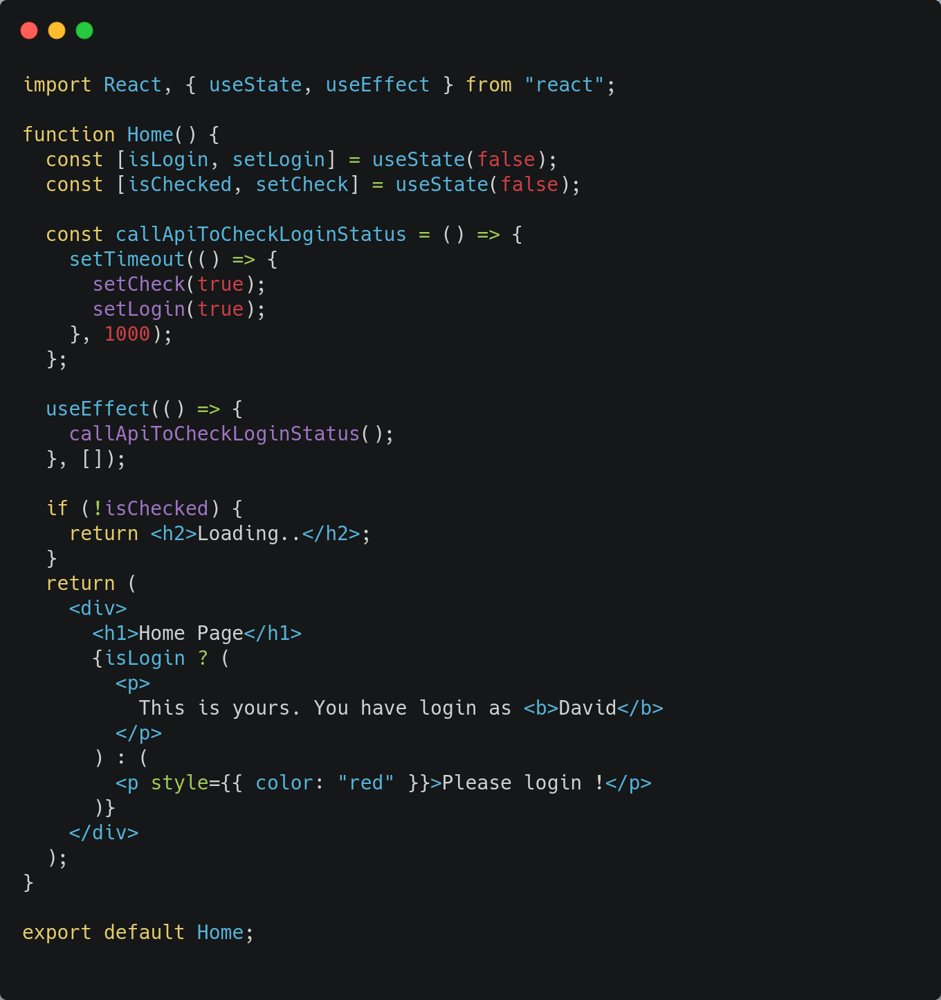 import React, { useState, useEffect } from "react";

function Home() {
  const [isLogin, setLogin] = useState(false);
  const [isChecked, setCheck] = useState(false);

  const callApiToCheckLoginStatus = () => {
    setTimeout(() => {
      setCheck(true);
      setLogin(true);
    }, 1000);
  };

  useEffect(() => {
    callApiToCheckLoginStatus();
  }, []);

  if (!isChecked) {
    return <h2>Loading..</h2>;
  }
  return (
    <div>
      <h1>Home Page</h1>
      {isLogin ? (
        <p>
          This is yours. You have login as <b>David</b>
        </p>
      ) : (
        <p style={{ color: "red" }}>Please login !</p>
      )}
    </div>
  );
}

export default Home;